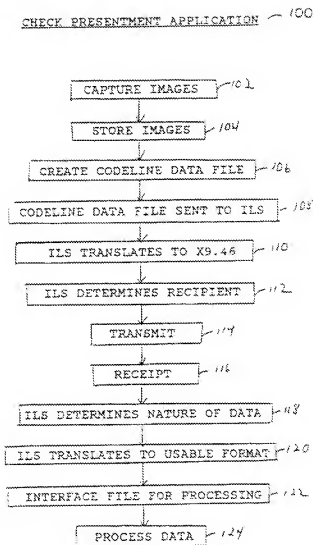 CHECK PRESENTMENT APPLICATION 100
CAPTURE IMAGES 102
STORE IMAGES 104
CREATE CODELINE DATA FILE 106
CODELINE DATA FILE SENT TO ILS 108
ILS TRANSLATES TO X9.46 110
ILS DETERMINES RECIPIENT 112
TRANSMIT 114
RECEIPT 116
ILS DETERMINES NATURE OF DATA 118
ILS TRANSLATES TO USABLE FORMAT 120
INTERFACE FILE FOR PROCESSING 122
PROCESS DATA 124